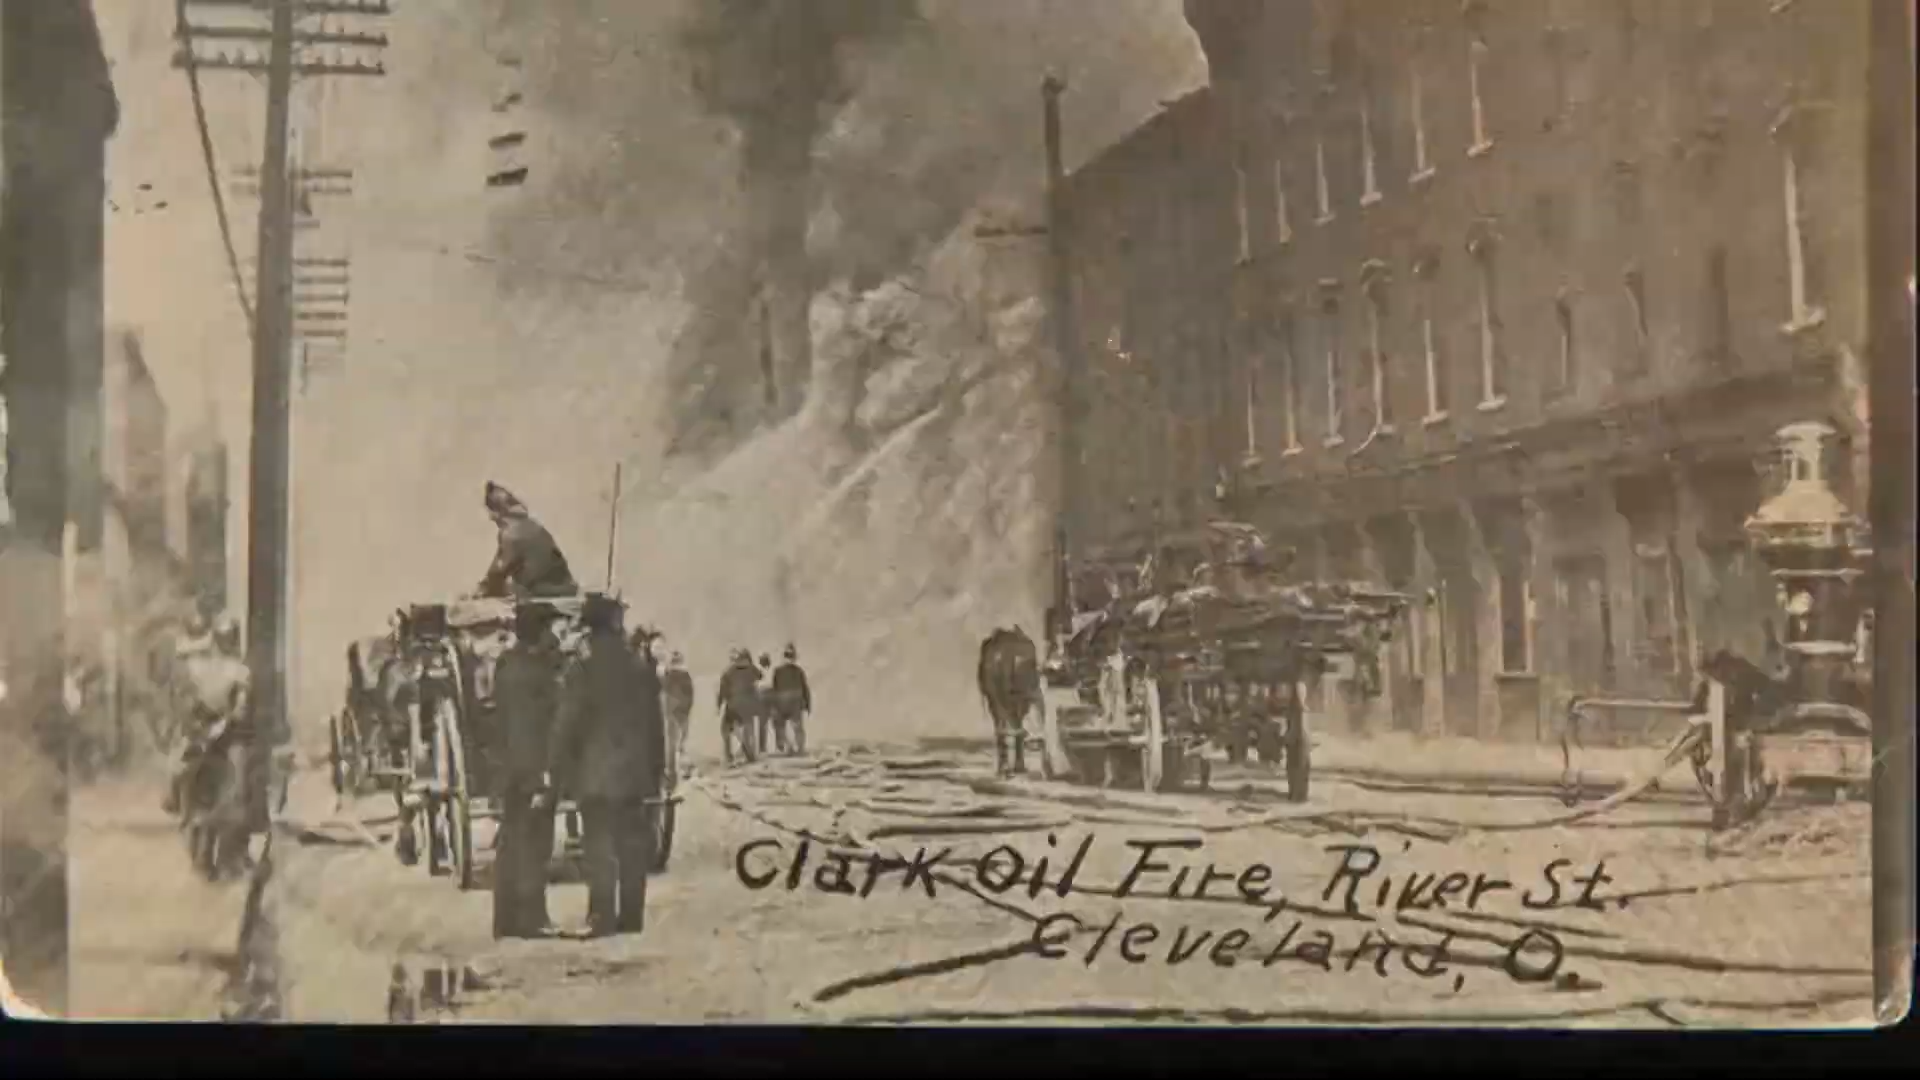 Clark Oil Fire, River St.
Cleveland, O.